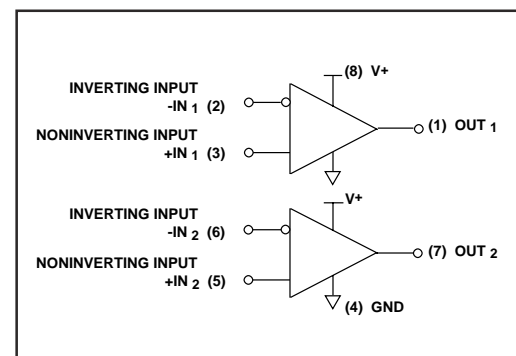 (8) V+
INVERTING INPUT
-IN 1 (2)
(1) OUT 1
NONINVERTING INPUT
+IN 1 (3)
V+
INVERTING INPUT
-IN 2 (6)
(7) OUT 2
NONINVERTING INPUT
+IN 2 (5)
(4) GND